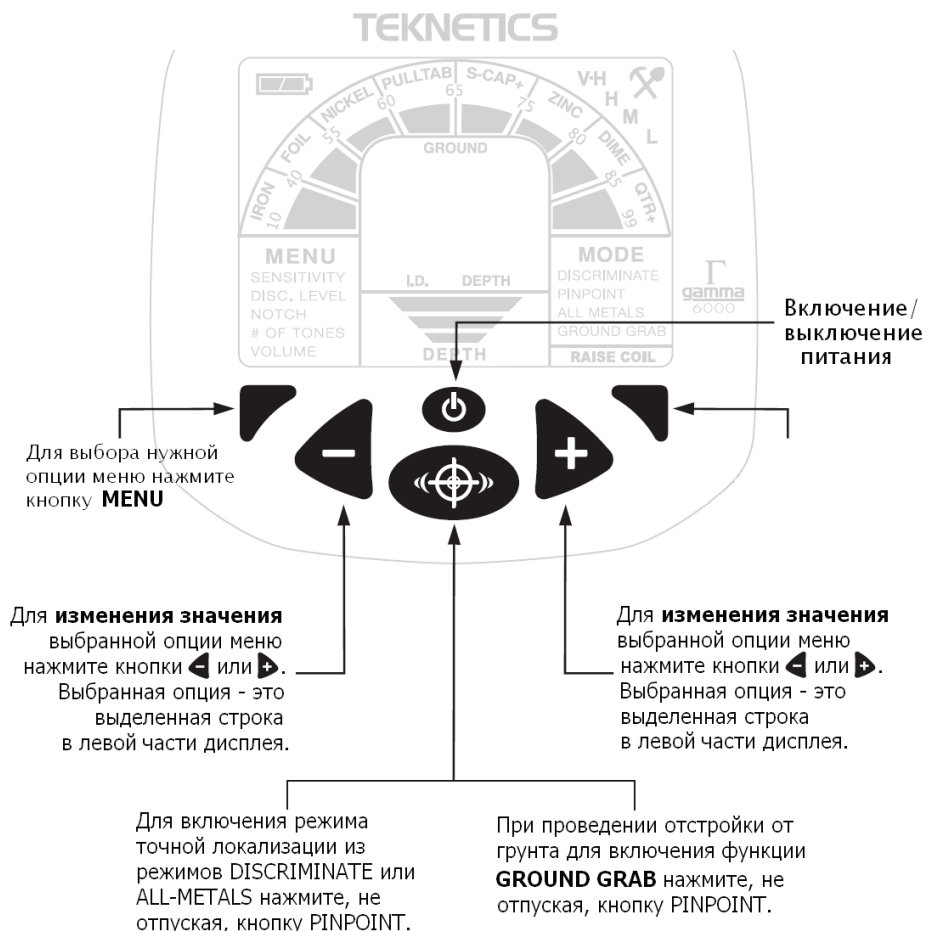 TEKNETICS
IRON
FOIL
NICKEL
PULLTAB
S-CAP+
ZINC
DIME
QTR+
V-H
H
M
L
10
40
55
60
65
75
80
85
99
GROUND
MENU
SENSITIVITY
DISC. LEVEL
NOTCH
# OF TONES
VOLUME
I.D. DEPTH
DEPTH
MODE
DISCRIMINATE
PINPOINT
ALL METALS
GROUND GRAB
RAISE COIL
Γ
gamma
6000
Включение/
выключение
питания
Для выбора нужной
опции меню нажмите
кнопку MENU
-
+
Для изменения значения
выбранной опции меню
нажмите кнопки - или +.
Выбранная опция - это
выделенная строка
в левой части дисплея.
Для изменения значения
выбранной опции меню
нажмите кнопки - или +.
Выбранная опция - это
выделенная строка
в левой части дисплея.
Для включения режима
точной локализации из
режимов DISCRIMINATE или
ALL-METALS нажмите, не
отпуская, кнопку PINPOINT.
При проведении отстройки от
грунта для включения функции
GROUND GRAB нажмите, не
отпуская, кнопку PINPOINT.